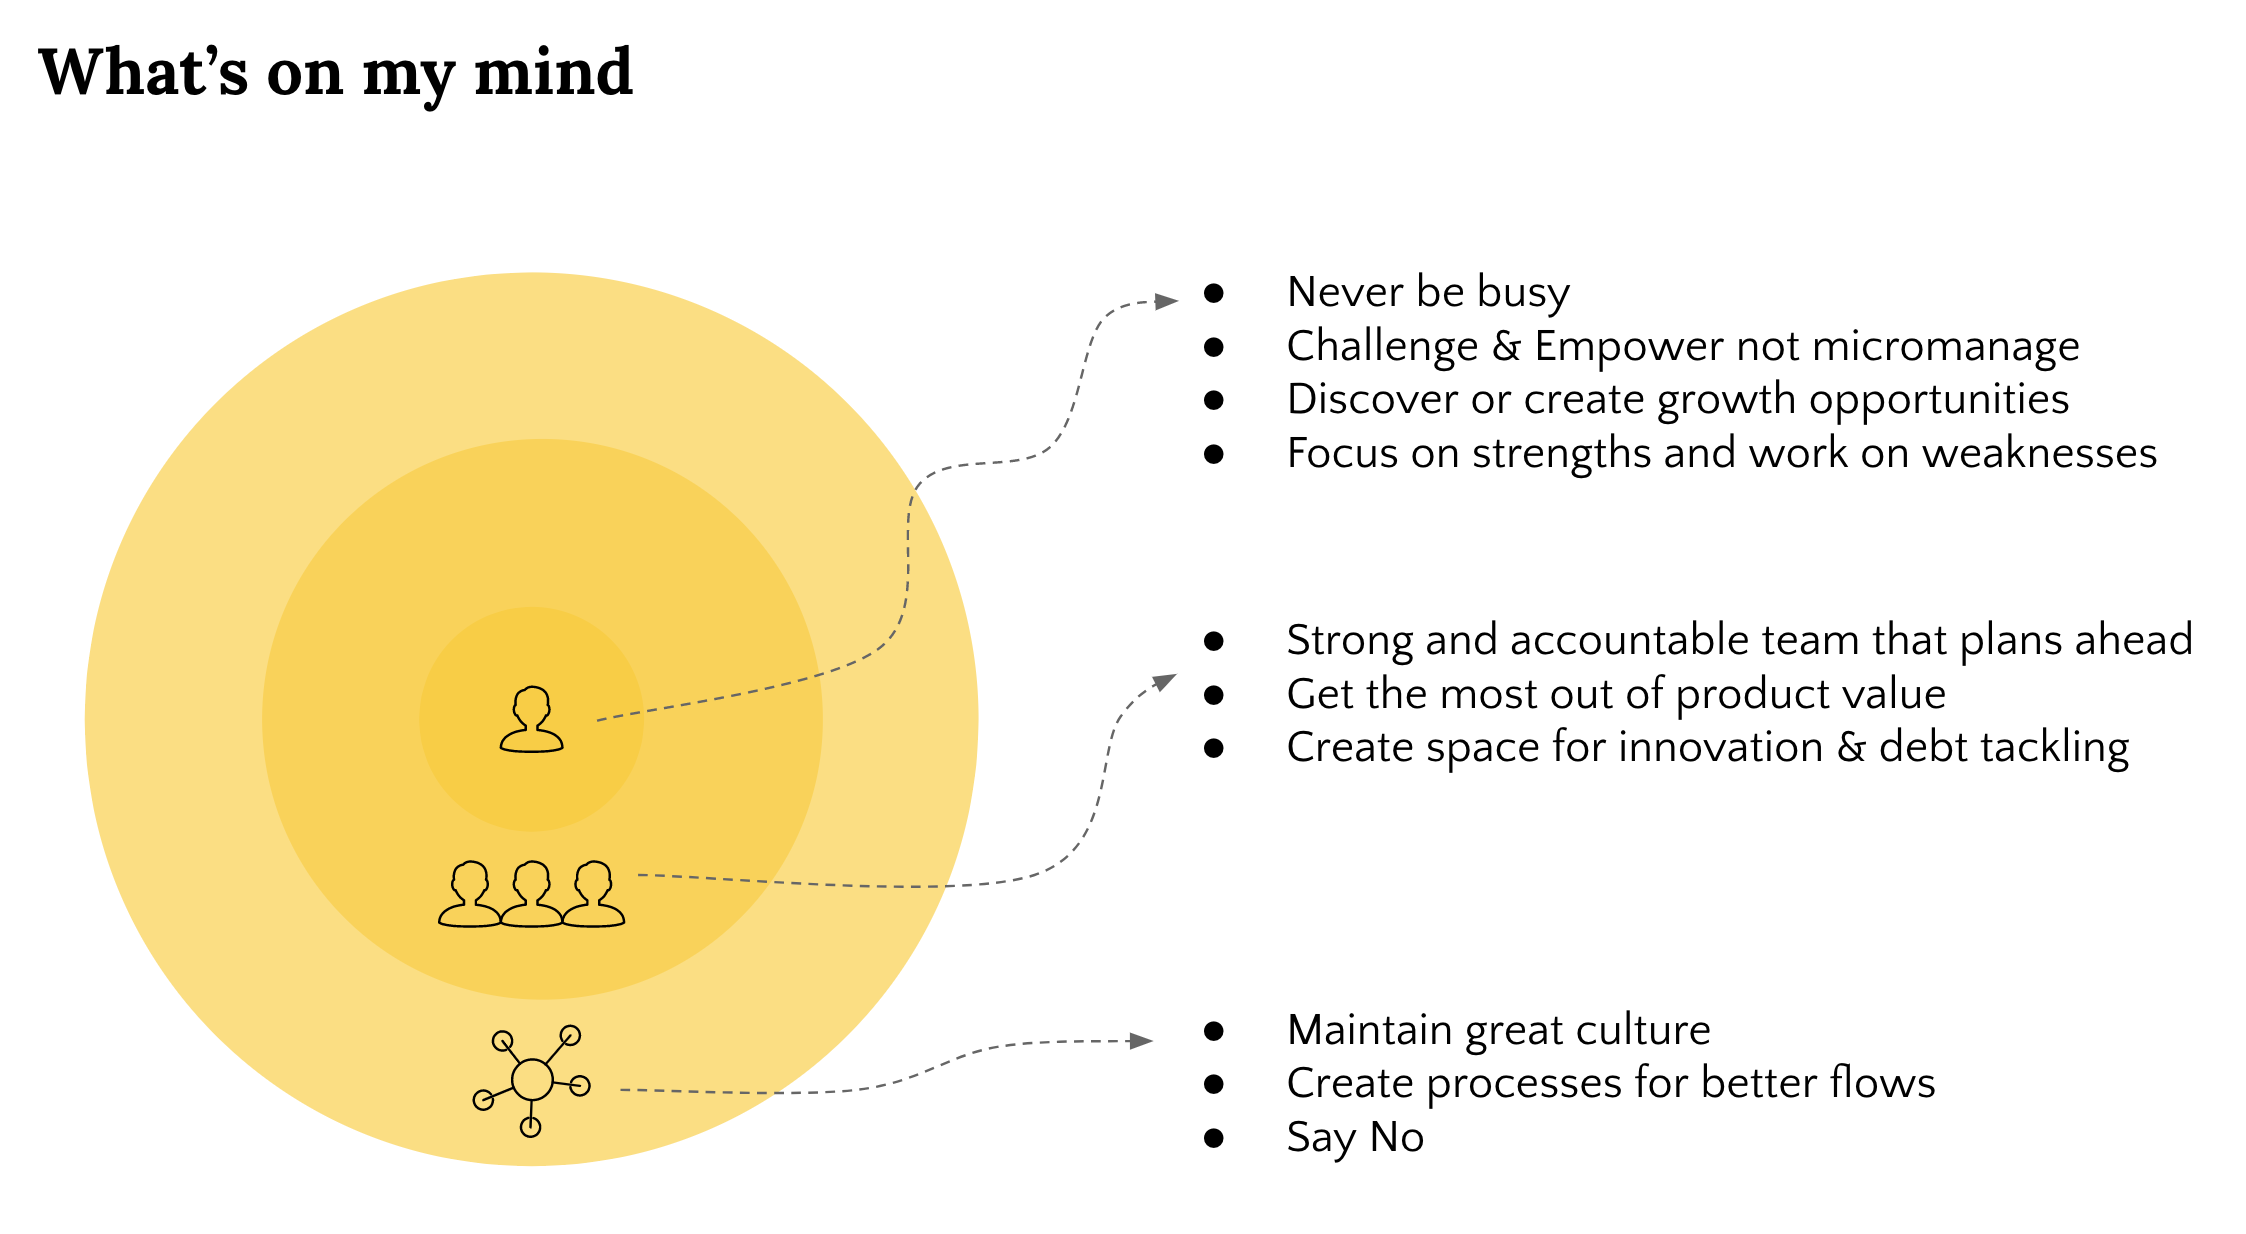 What’s on my mind
● Never be busy
● Challenge & Empower not micromanage
● Discover or create growth opportunities
● Focus on strengths and work on weaknesses
● Strong and accountable team that plans ahead
● Get the most out of product value
● Create space for innovation & debt tackling
● Maintain great culture
● Create processes for better flows
● Say No